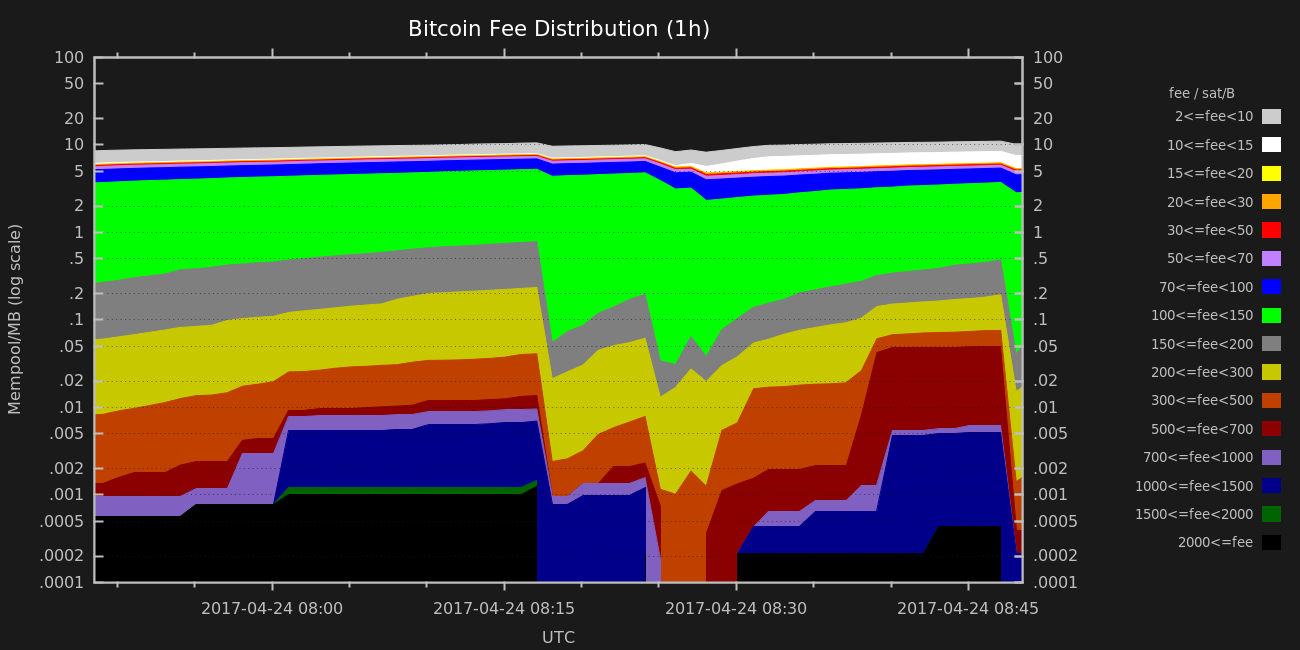 Bitcoin Fee Distribution (1h)
100 100
50 50
20 20
10 10
5 5
2 2
1 1
.5 .5
.2 .2
.1 .1
.05 .05
.02 .02
.01 .01
.005 .005
.002 .002
.001 .001
.0005 .0005
.0002 .0002
.0001 .0001
Mempool/MB (log scale)
2017-04-24 08:00 2017-04-24 08:15 2017-04-24 08:30 2017-04-24 08:45
UTC
fee / sat/B
2<=fee<10
10<=fee<15
15<=fee<20
20<=fee<30
30<=fee<50
50<=fee<70
70<=fee<100
100<=fee<150
150<=fee<200
200<=fee<300
300<=fee<500
500<=fee<700
700<=fee<1000
1000<=fee<1500
1500<=fee<2000
2000<=fee